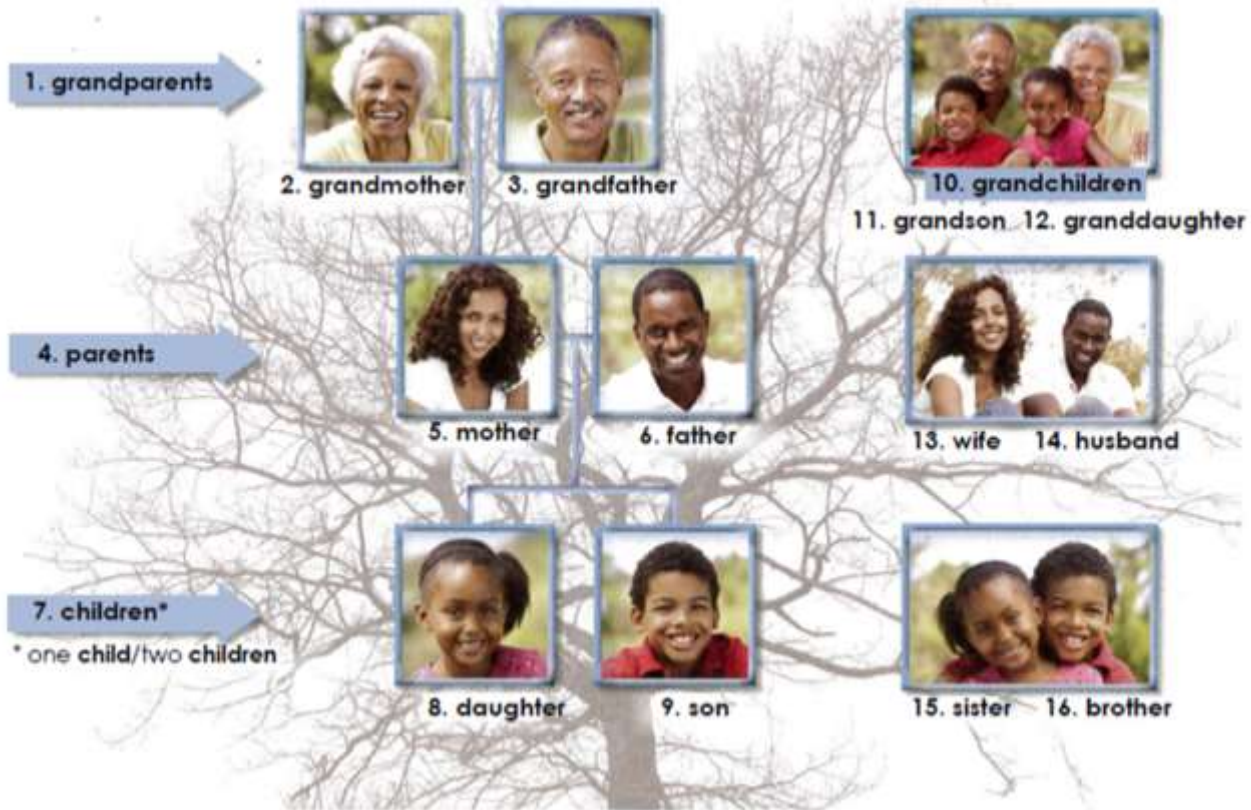 1. grandparents
2. grandmother
3. grandfather
10. grandchildren
11. grandson 12. granddaughter
4. parents
5. mother
6. father
13. wife 14. husband
7. children*
* one child/two children
8. daughter
9. son
15. sister 16. brother